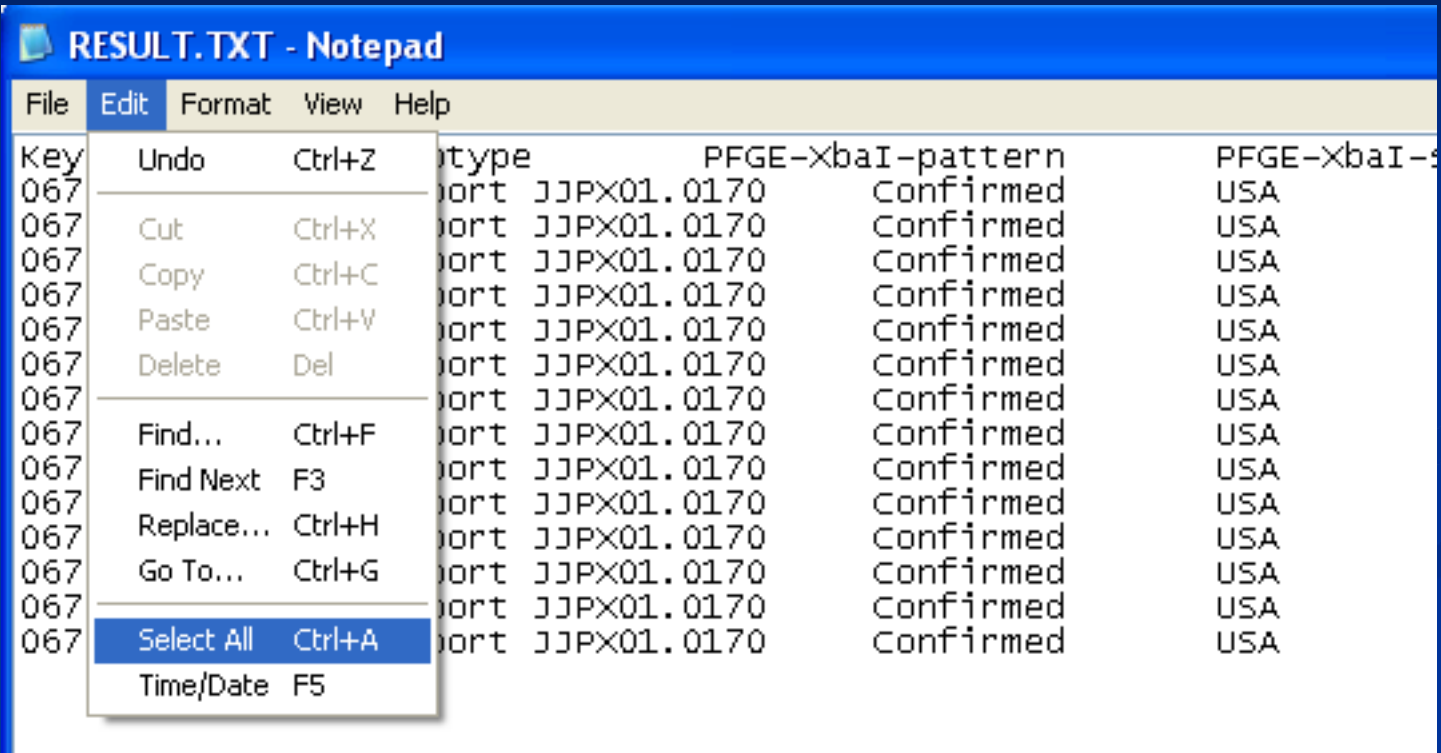 RESULT.TXT - Notepad
File Edit Format View Help
Key otype PFGE-XbaI-pattern PFGE-XbaI-s
067 port JJPX01.0170 Confirmed USA
067 port JJPX01.0170 Confirmed USA
067 port JJPX01.0170 Confirmed USA
067 port JJPX01.0170 Confirmed USA
067 port JJPX01.0170 Confirmed USA
067 port JJPX01.0170 Confirmed USA
067 port JJPX01.0170 Confirmed USA
067 port JJPX01.0170 Confirmed USA
067 port JJPX01.0170 Confirmed USA
067 port JJPX01.0170 Confirmed USA
067 port JJPX01.0170 Confirmed USA
067 port JJPX01.0170 Confirmed USA
067 port JJPX01.0170 Confirmed USA
067 port JJPX01.0170 Confirmed USA
Undo Ctrl+Z
Cut Ctrl+X
Copy Ctrl+C
Paste Ctrl+V
Delete Del
Find... Ctrl+F
Find Next F3
Replace... Ctrl+H
Go To... Ctrl+G
Select All Ctrl+A
Time/Date F5